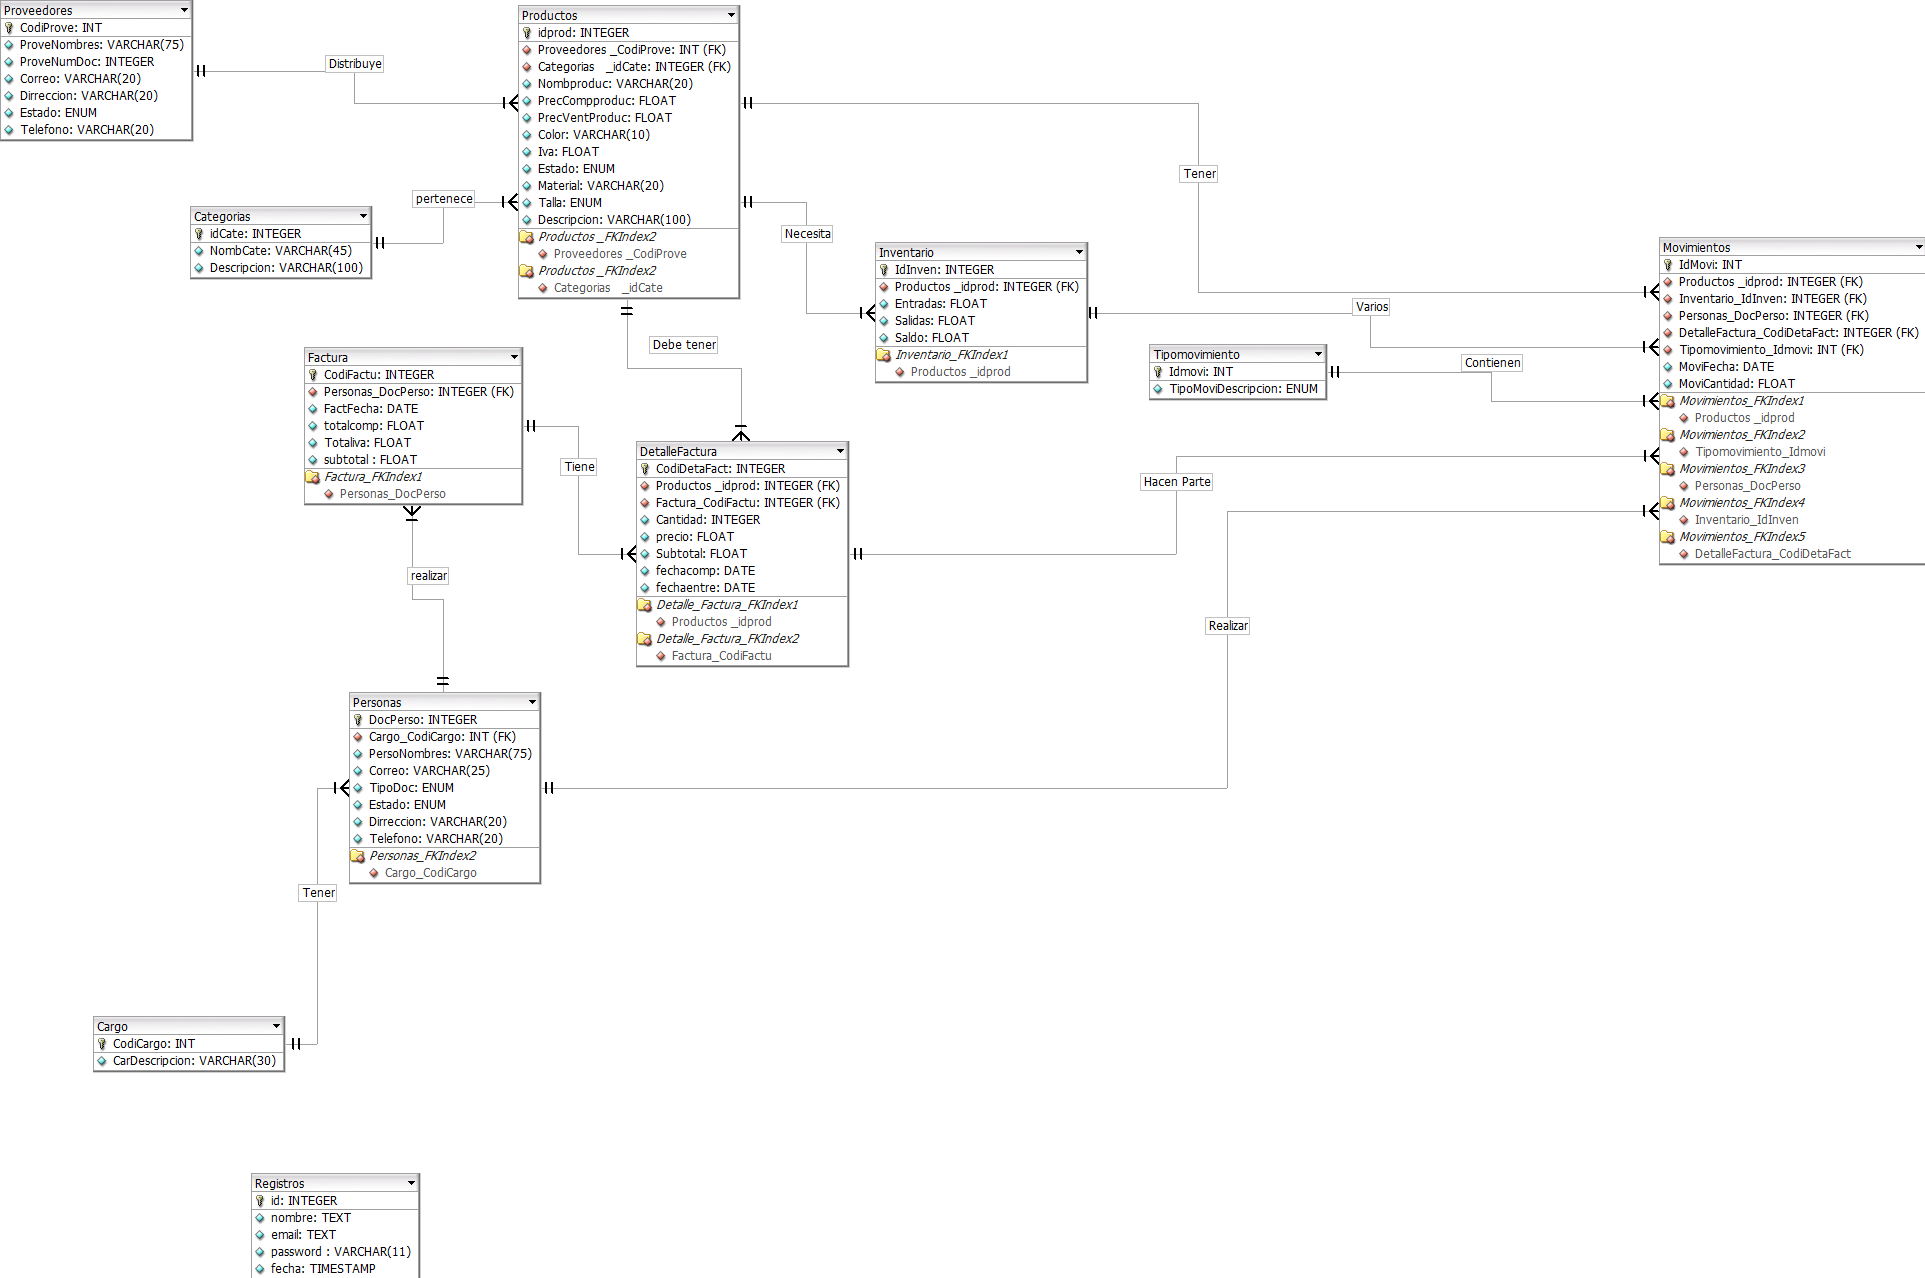 Proveedores
CodiProve: INT
ProveNombres: VARCHAR(75)
ProveNumDoc: INTEGER
Correo: VARCHAR(20)
Dirreccion: VARCHAR(20)
Estado: ENUM
Telefono: VARCHAR(20)
Distribuye
Productos
idprod: INTEGER
Proveedores _CodiProve: INT (FK)
Categorias _idCate: INTEGER (FK)
Nombproduc: VARCHAR(20)
PrecCompproduc: FLOAT
PrecVentProduc: FLOAT
Color: VARCHAR(10)
Iva: FLOAT
Estado: ENUM
Material: VARCHAR(20)
Talla: ENUM
Descripcion: VARCHAR(100)
Productos _FKIndex2
Proveedores _CodiProve
Productos _FKIndex2
Categorias _idCate
Tener
pertenece
Categorias
idCate: INTEGER
NombCate: VARCHAR(45)
Descripcion: VARCHAR(100)
Necesita
Inventario
IdInven: INTEGER
Productos _idprod: INTEGER (FK)
Entradas: FLOAT
Salidas: FLOAT
Saldo: FLOAT
Inventario_FKIndex1
Productos _idprod
Varios
Movimientos
IdMovi: INT
Productos _idprod: INTEGER (FK)
Inventario_IdInven: INTEGER (FK)
Personas_DocPerso: INTEGER (FK)
DetalleFactura_CodiDetaFact: INTEGER (FK)
Tipomovimiento_Idmovi: INT (FK)
MoviFecha: DATE
MoviCantidad: FLOAT
Movimientos_FKIndex1
Productos _idprod
Movimientos_FKIndex2
Tipomovimiento_Idmovi
Movimientos_FKIndex3
Personas_DocPerso
Movimientos_FKIndex4
Inventario_IdInven
Movimientos_FKIndex5
DetalleFactura_CodiDetaFact
Tipomovimiento
Idmovi: INT
TipoMoviDescripcion: ENUM
Contienen
Debe tener
Factura
CodiFactu: INTEGER
Personas_DocPerso: INTEGER (FK)
FactFecha: DATE
totalcomp: FLOAT
Totaliva: FLOAT
subtotal : FLOAT
Factura_FKIndex1
Personas_DocPerso
Tiene
DetalleFactura
CodiDetaFact: INTEGER
Productos _idprod: INTEGER (FK)
Factura_CodiFactu: INTEGER (FK)
Cantidad: INTEGER
precio: FLOAT
Subtotal: FLOAT
fechacomp: DATE
fechaentre: DATE
Detalle_Factura_FKIndex1
Productos _idprod
Detalle_Factura_FKIndex2
Factura_CodiFactu
Hacen Parte
realizar
Realizar
Personas
DocPerso: INTEGER
Cargo_CodiCargo: INT (FK)
PersoNombres: VARCHAR(75)
Correo: VARCHAR(25)
TipoDoc: ENUM
Estado: ENUM
Dirreccion: VARCHAR(20)
Telefono: VARCHAR(20)
Personas_FKIndex2
Cargo_CodiCargo
Tener
Cargo
CodiCargo: INT
CarDescripcion: VARCHAR(30)
Registros
id: INTEGER
nombre: TEXT
email: TEXT
password : VARCHAR(11)
fecha: TIMESTAMP